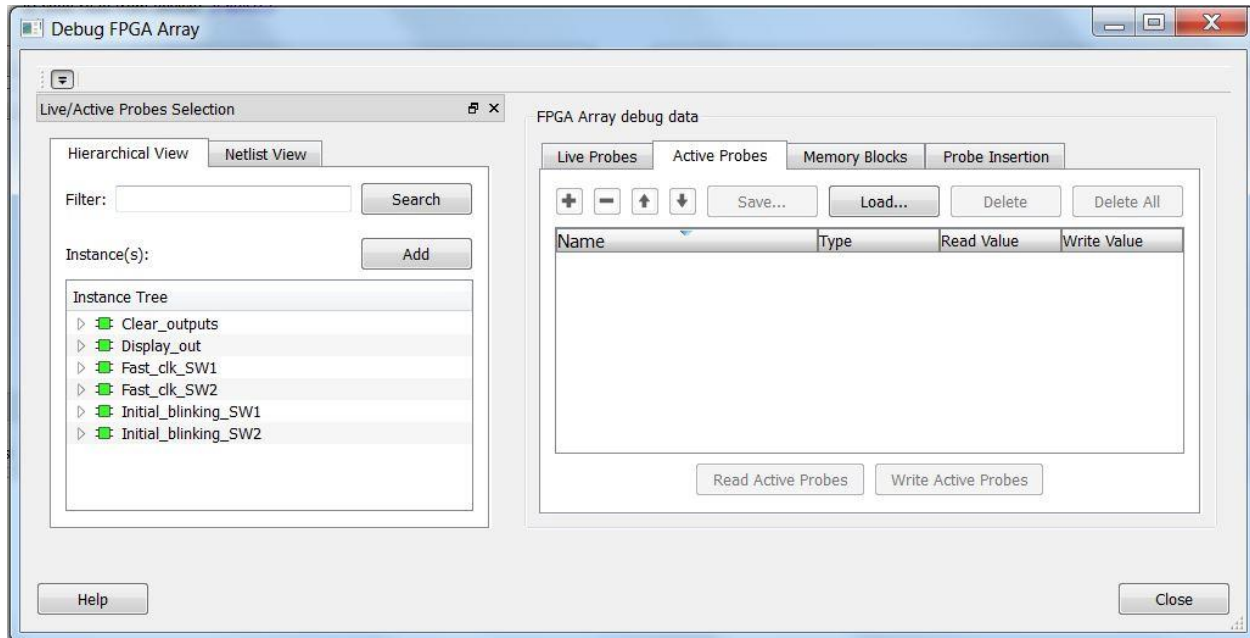 Debug FPGA Array
Live/Active Probes Selection
Hierarchical View Netlist View
Filter: Search
Instance(s): Add
Instance Tree
Clear_outputs
Display_out
Fast_clk_SW1
Fast_clk_SW2
Initial_blinking_SW1
Initial_blinking_SW2
FPGA Array debug data
Live Probes Active Probes Memory Blocks Probe Insertion
Save... Load... Delete Delete All
Name Type Read Value Write Value
Read Active Probes Write Active Probes
Help Close